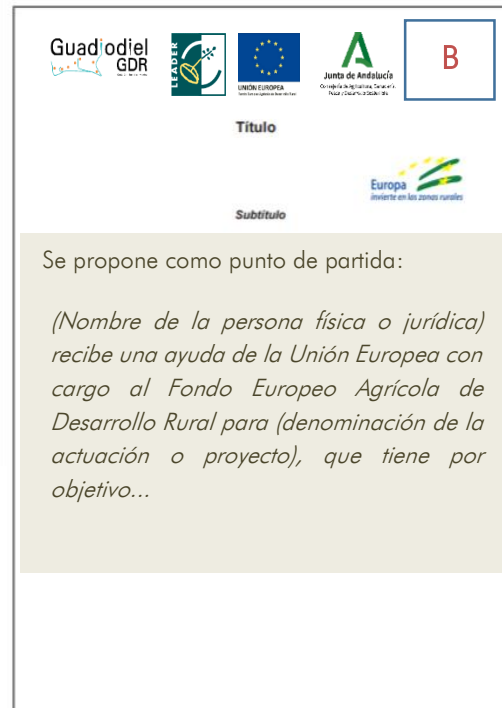 Guadiodiel
GDR
LEADER
UNIÓN EUROPEA
Junta de Andalucía
B
Título
Europa
invierte en las zonas rurales
Subtítulo
Se propone como punto de partida:
(Nombre de la persona física o jurídica)
recibe una ayuda de la Unión Europea con
cargo al Fondo Europeo Agrícola de
Desarrollo Rural para (denominación de la
actuación o proyecto), que tiene por
objetivo...